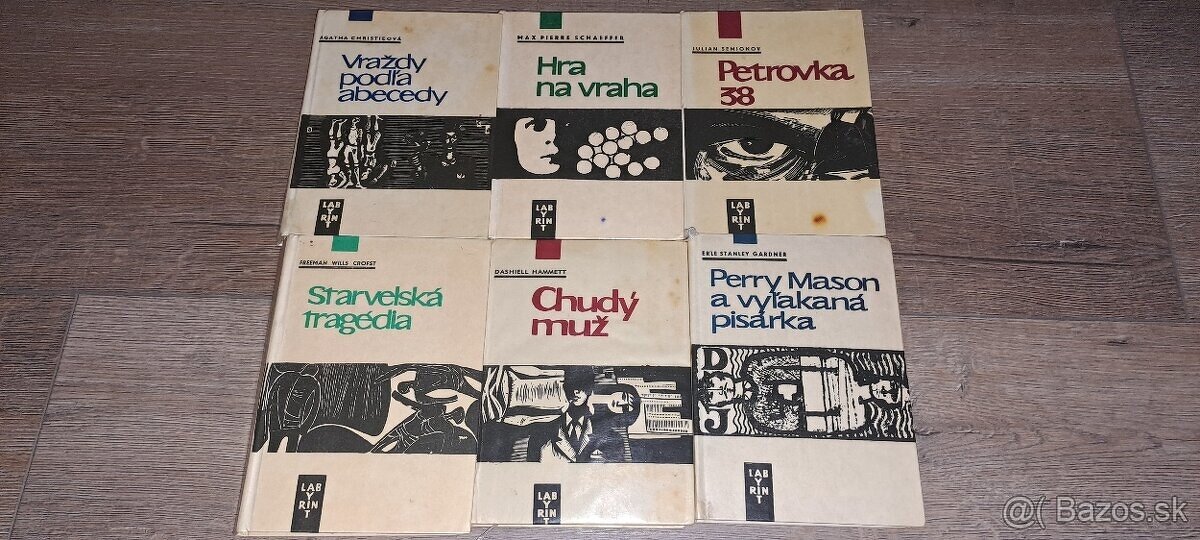 AGATHA CHRISTIEOVÁ
Vraždy
podľa
abecedy
LAB
Y
RIN
T
MAX PIERRE SCHAEFFER
Hra
na vraha
LAB
Y
RIN
T
JULIAN SEMIONOV
Petrovka
38
LAB
Y
RIN
T
FREEMAN WILLS CROFST
Starvelská
tragédia
LAB
Y
RIN
T
DASHIELL HAMMETT
Chudý
muž
LAB
Y
RIN
T
ERLE STANLEY GARDNER
Perry Mason
a vyľakaná
pisárka
D
J
LAB
Y
RIN
T
@( Bazos.sk